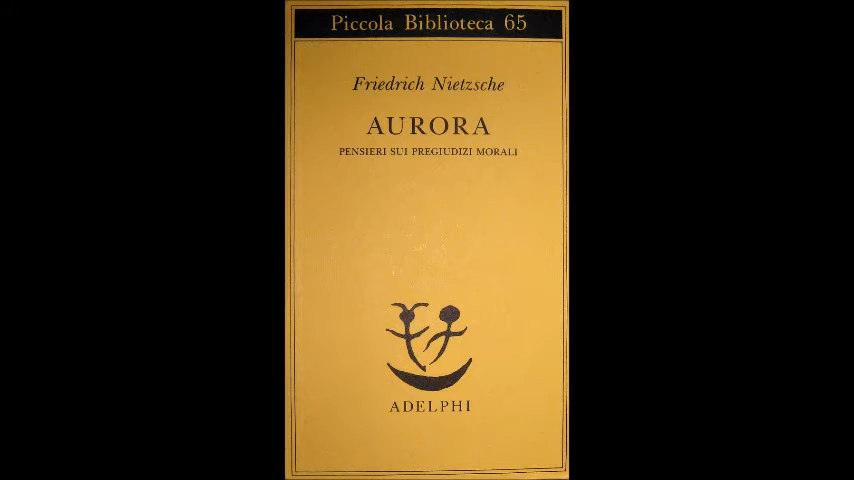 Piccola Biblioteca 65
Friedrich Nietzsche
AURORA
PENSIERI SUI PREGIUDIZI MORALI
ADELPHI